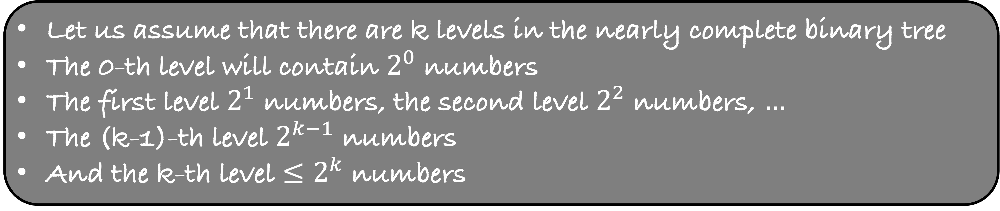 • Let us assume that there are k levels in the nearly complete binary tree
• The 0-th level will contain 2^0 numbers
• The first level 2^1 numbers, the second level 2^2 numbers, ...
• The (k-1)-th level 2^{k-1} numbers
• And the k-th level ≤ 2^k numbers